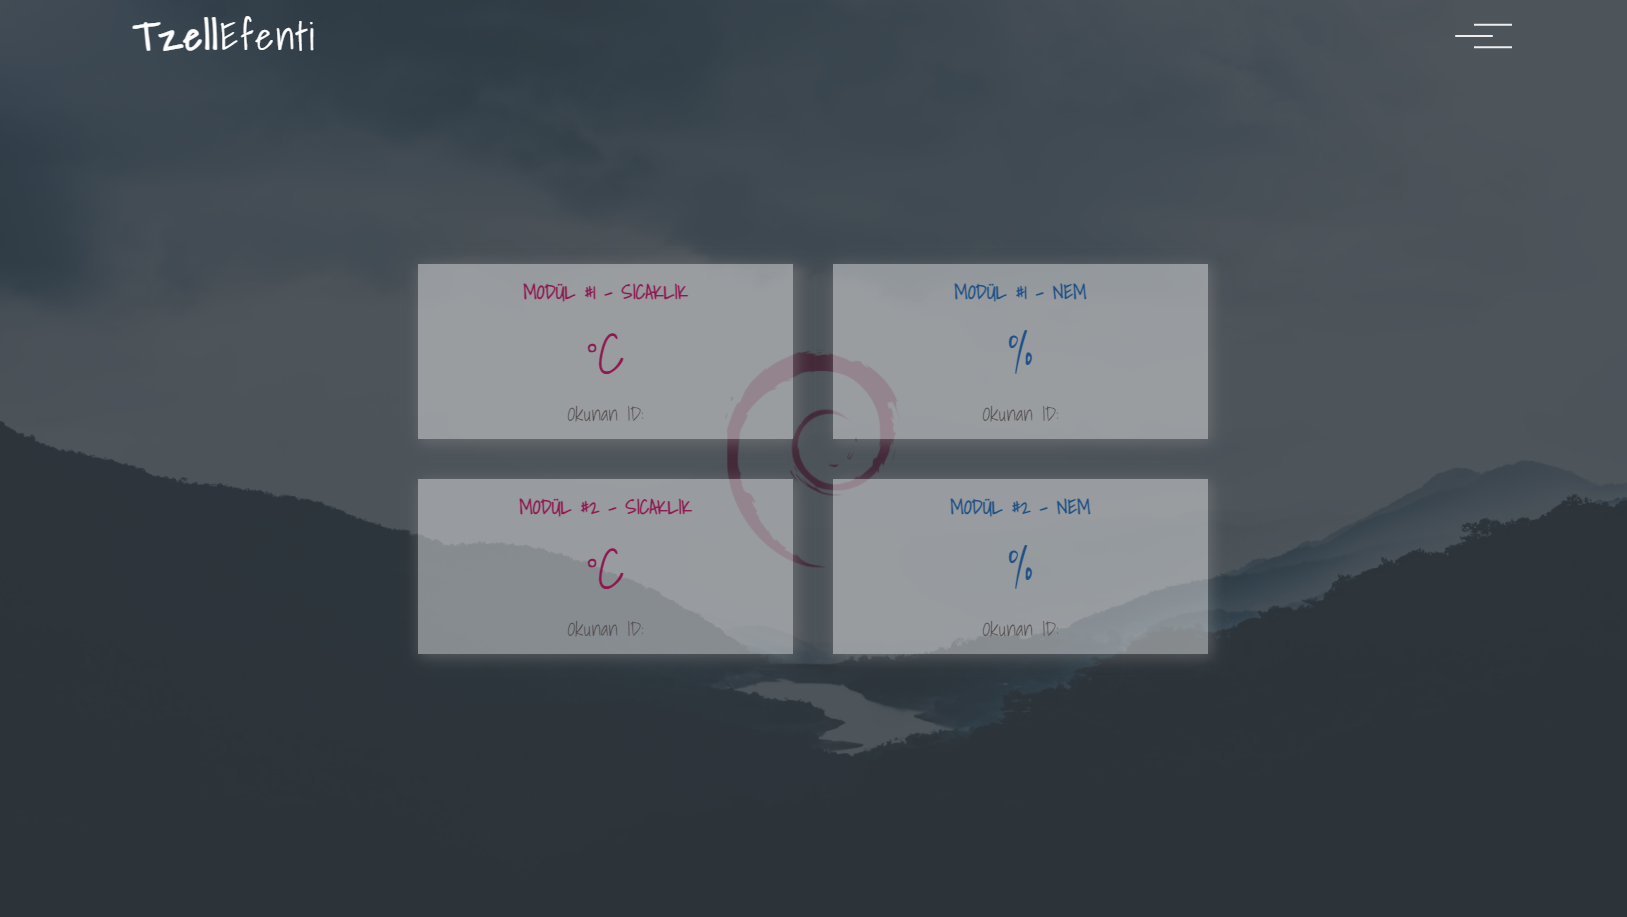 TzellEfenti
MODÜL #1 - SICAKLIK
°C
Okunan ID:
MODÜL #1 - NEM
%
Okunan ID:
MODÜL #2 - SICAKLIK
°C
Okunan ID:
MODÜL #2 - NEM
%
Okunan ID: